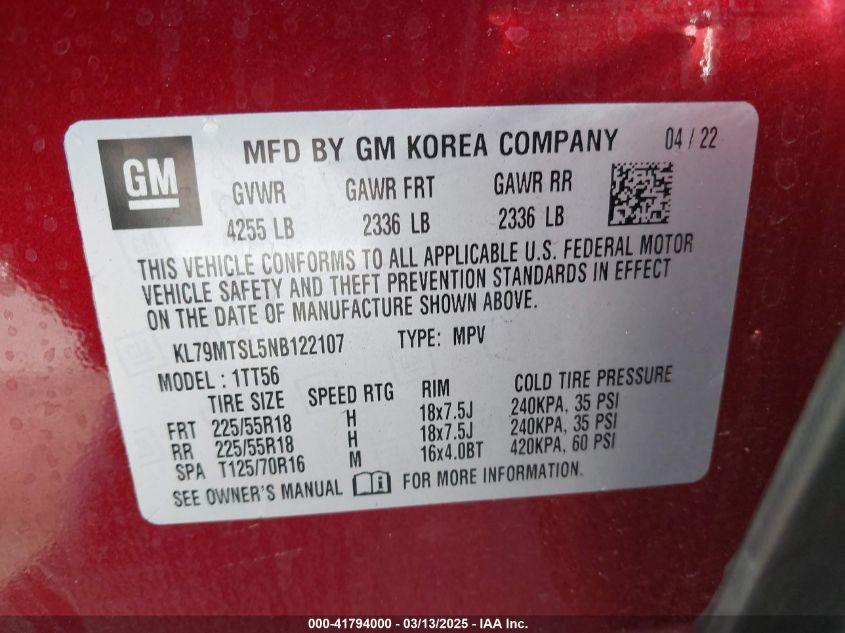 GM
MFD BY GM KOREA COMPANY 04 / 22
GVWR GAWR FRT GAWR RR
4255 LB 2336 LB 2336 LB
THIS VEHICLE CONFORMS TO ALL APPLICABLE U.S. FEDERAL MOTOR
VEHICLE SAFETY AND THEFT PREVENTION STANDARDS IN EFFECT
ON THE DATE OF MANUFACTURE SHOWN ABOVE.
KL79MTSL5NB122107 TYPE: MPV
MODEL : 1TT56
TIRE SIZE SPEED RTG RIM COLD TIRE PRESSURE
FRT 225/55R18 H 18x7.5J 240KPA, 35 PSI
RR 225/55R18 H 18x7.5J 240KPA, 35 PSI
SPA T125/70R16 M 16x4.0BT 420KPA, 60 PSI
SEE OWNER'S MANUAL FOR MORE INFORMATION.
000-41794000 - 03/13/2025 - IAA Inc.